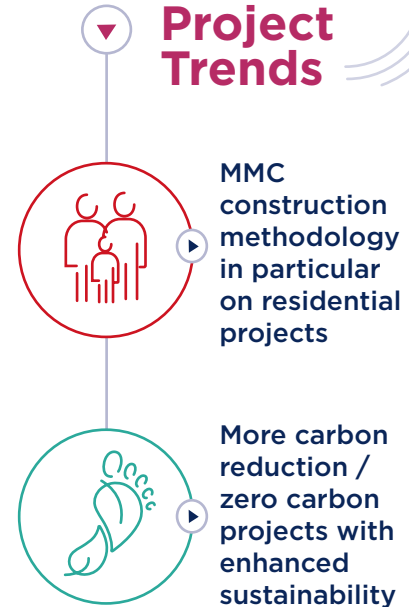 Project
Trends
MMC
construction
methodology
in particular
on residential
projects
More carbon
reduction /
zero carbon
projects with
enhanced
sustainability